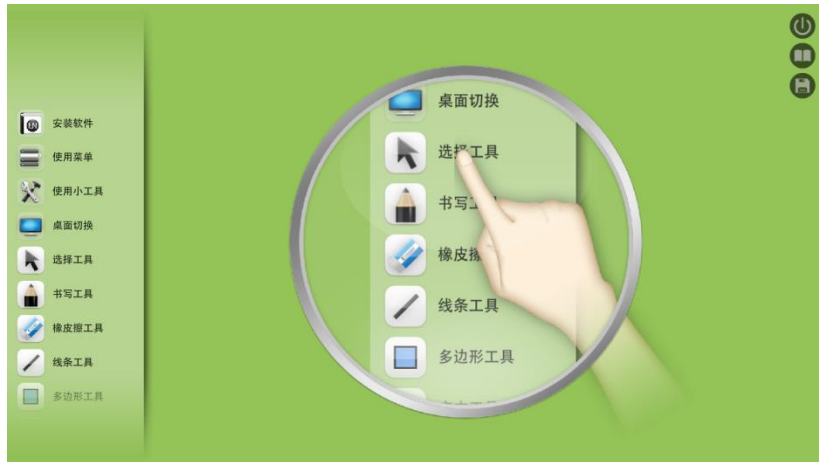 安装软件
使用菜单
使用小工具
桌面切换
选择工具
书写工具
橡皮擦工具
线条工具
多边形工具
桌面切换
选择工具
书写工
橡皮擦
线条工具
多边形工具